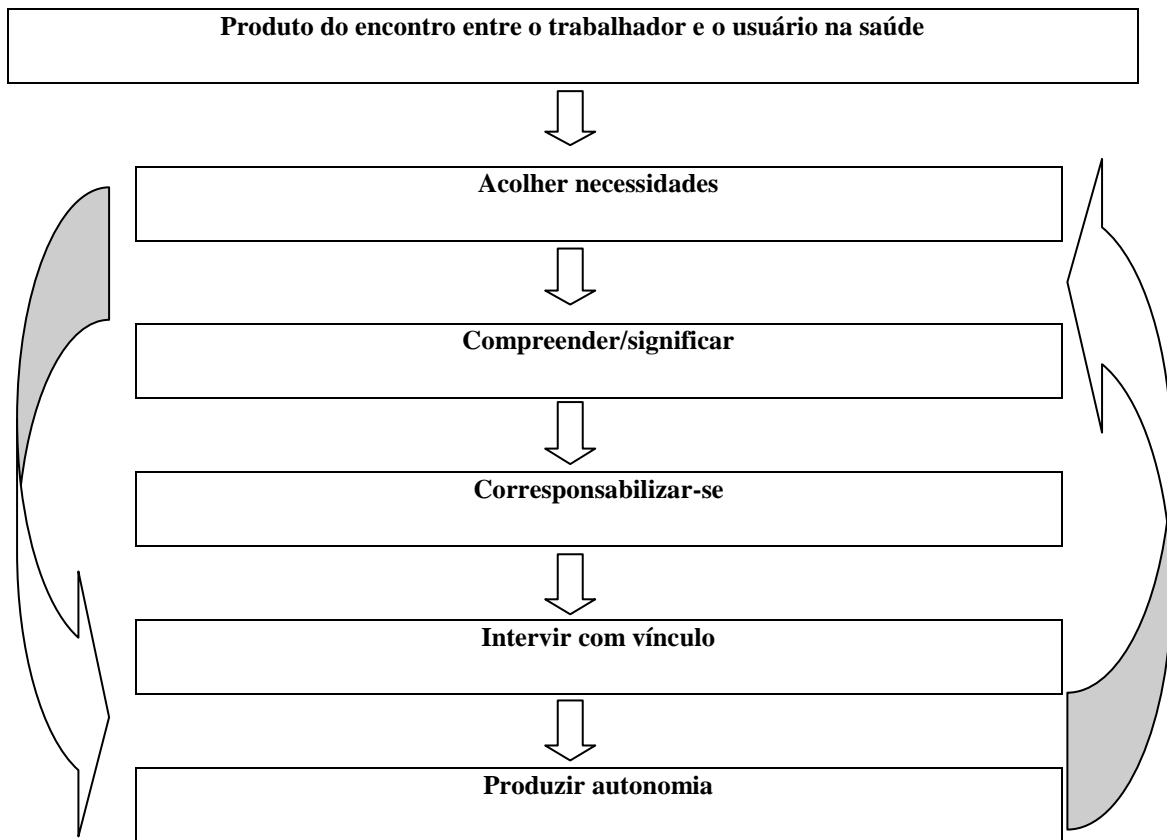 Produto do encontro entre o trabalhador e o usuário na saúde
Acolher necessidades
Compreender/significar
Corresponsabilizar-se
Intervir com vínculo
Produzir autonomia